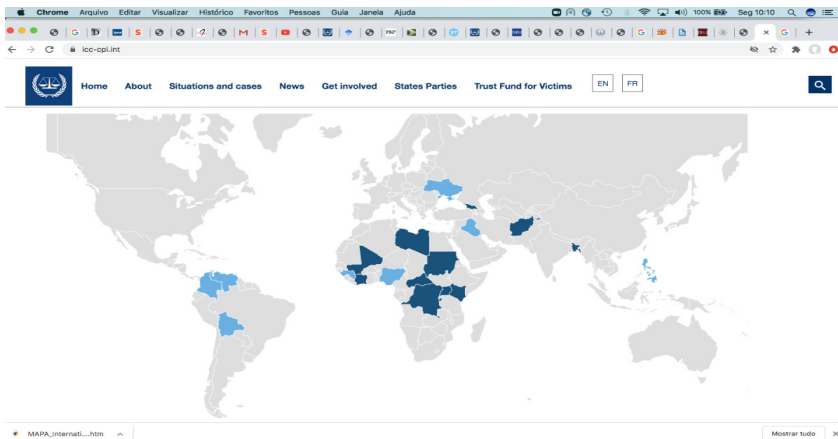 Chrome Arquivo Editar Visualizar Histórico Favoritos Pessoas Guia Janela Ajuda 100% Seg 10:10
icc-cpi.int
Home About Situations and cases News Get involved States Parties Trust Fund for Victims EN FR
MAPA_Internati....htm Mostrar tudo